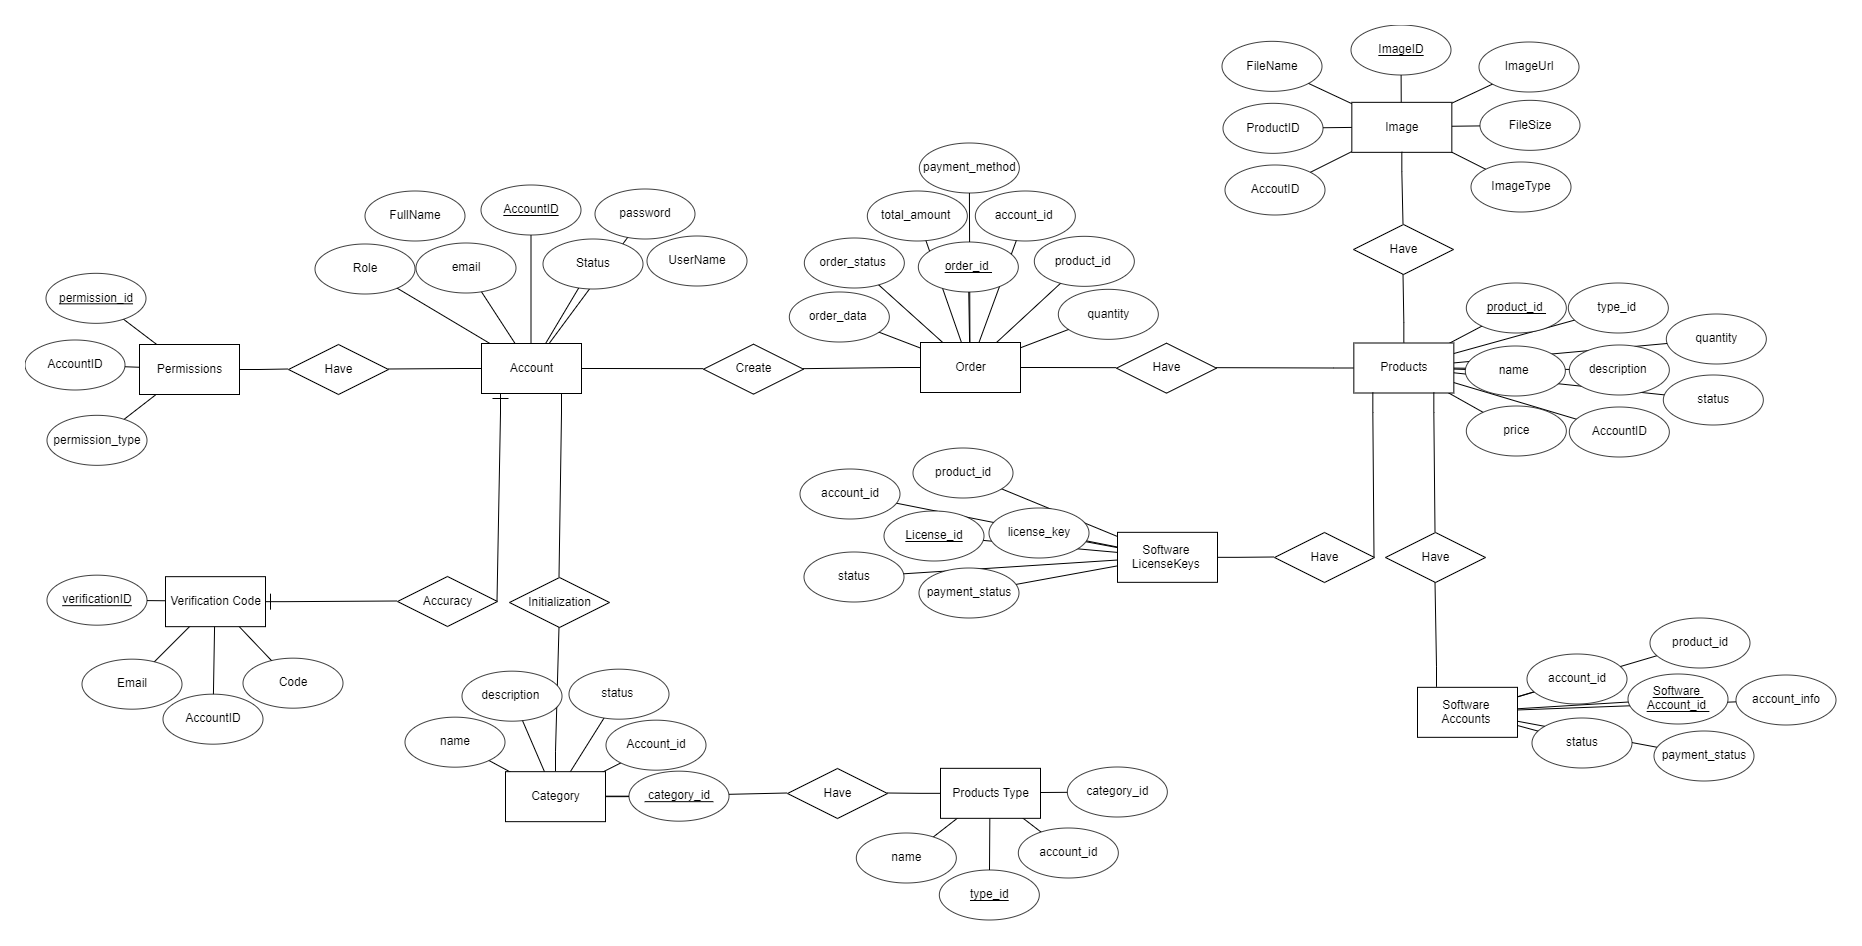 ImageID
FileName
ImageUrl
Image
ProductID
FileSize
AccoutID
ImageType
Have
payment_method
total_amount
account_id
order_status
order_id
product_id
order_data
quantity
Order
Create
Have
FullName
AccountID
password
Role
email
Status
UserName
Account
permission_id
AccountID
Permissions
Have
permission_type
product_id
type_id
quantity
Products
name
description
status
price
AccountID
product_id
account_id
License_id
license_key
status
payment_status
Software
LicenseKeys
Have
Have
verificationID
Verification Code
Accuracy
Initialization
Email
Code
AccountID
description
status
name
Account_id
Category
category_id
Have
Products Type
category_id
name
account_id
type_id
product_id
account_id
Software
Account_id
account_info
Software
Accounts
status
payment_status